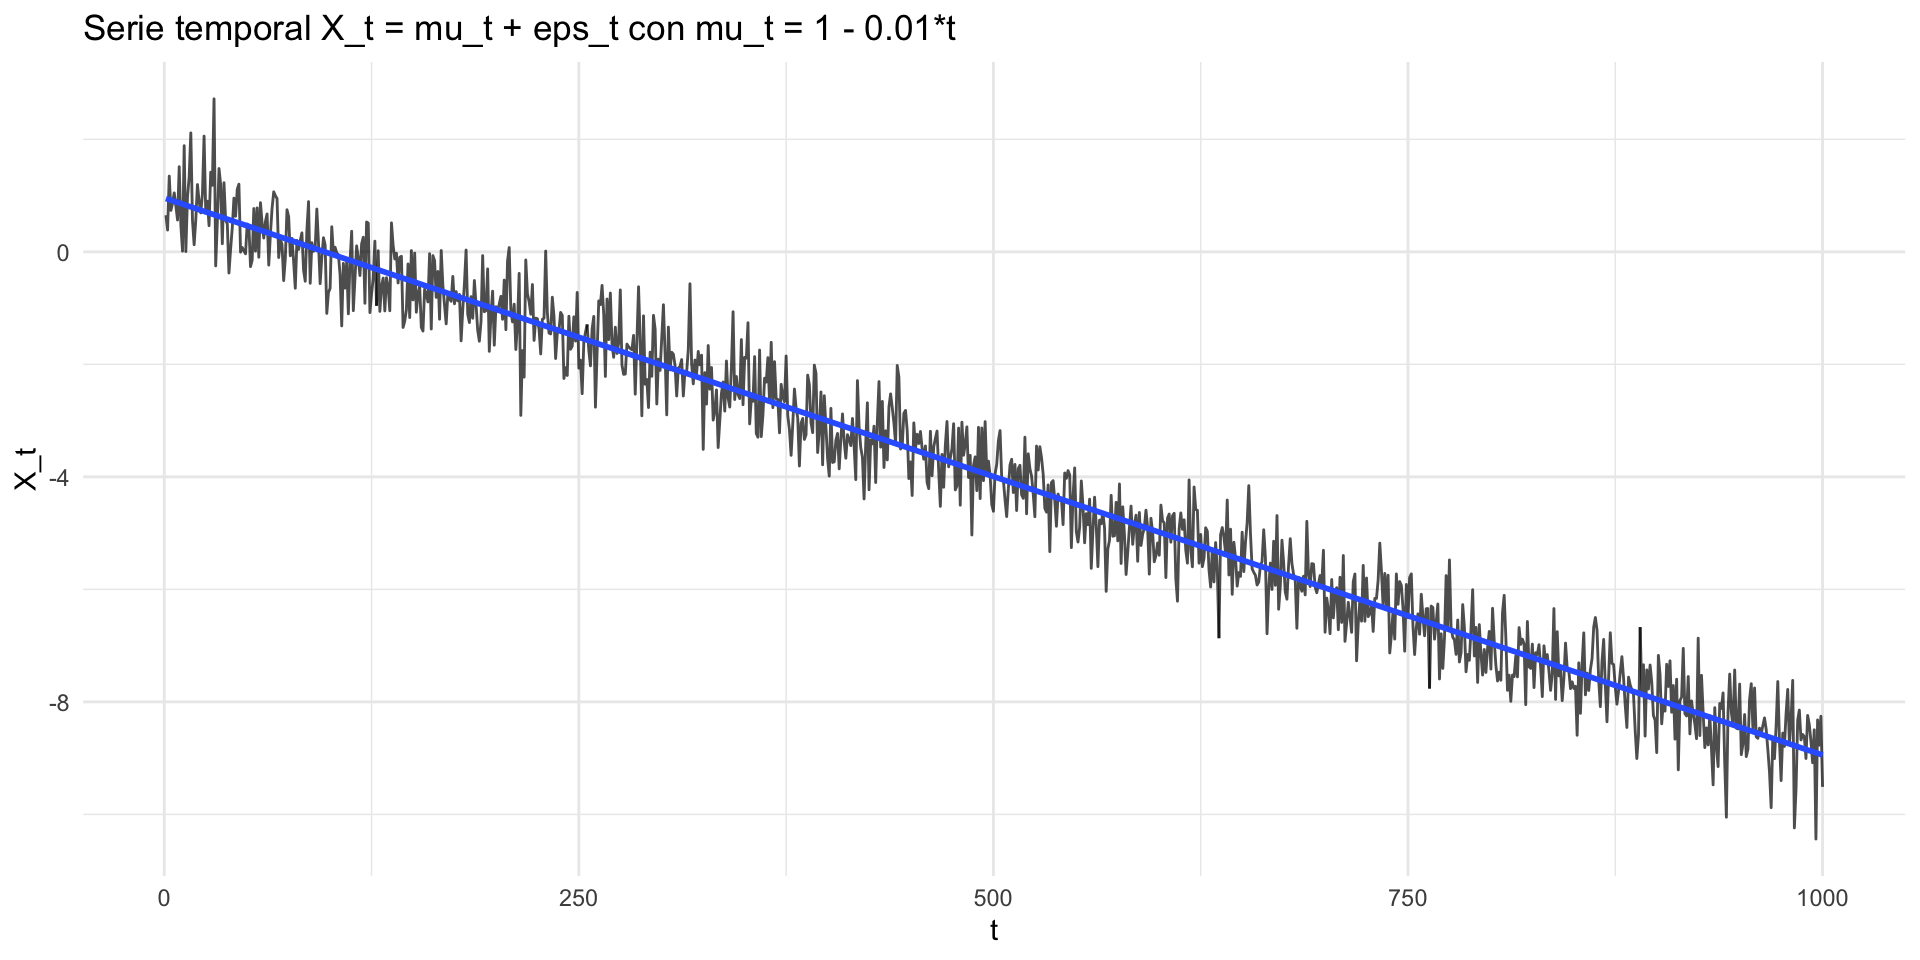 Serie temporal X_t = mu_t + eps_t con mu_t = 1 - 0.01*t
X_t
0
-4
-8
0
250
500
750
1000
t